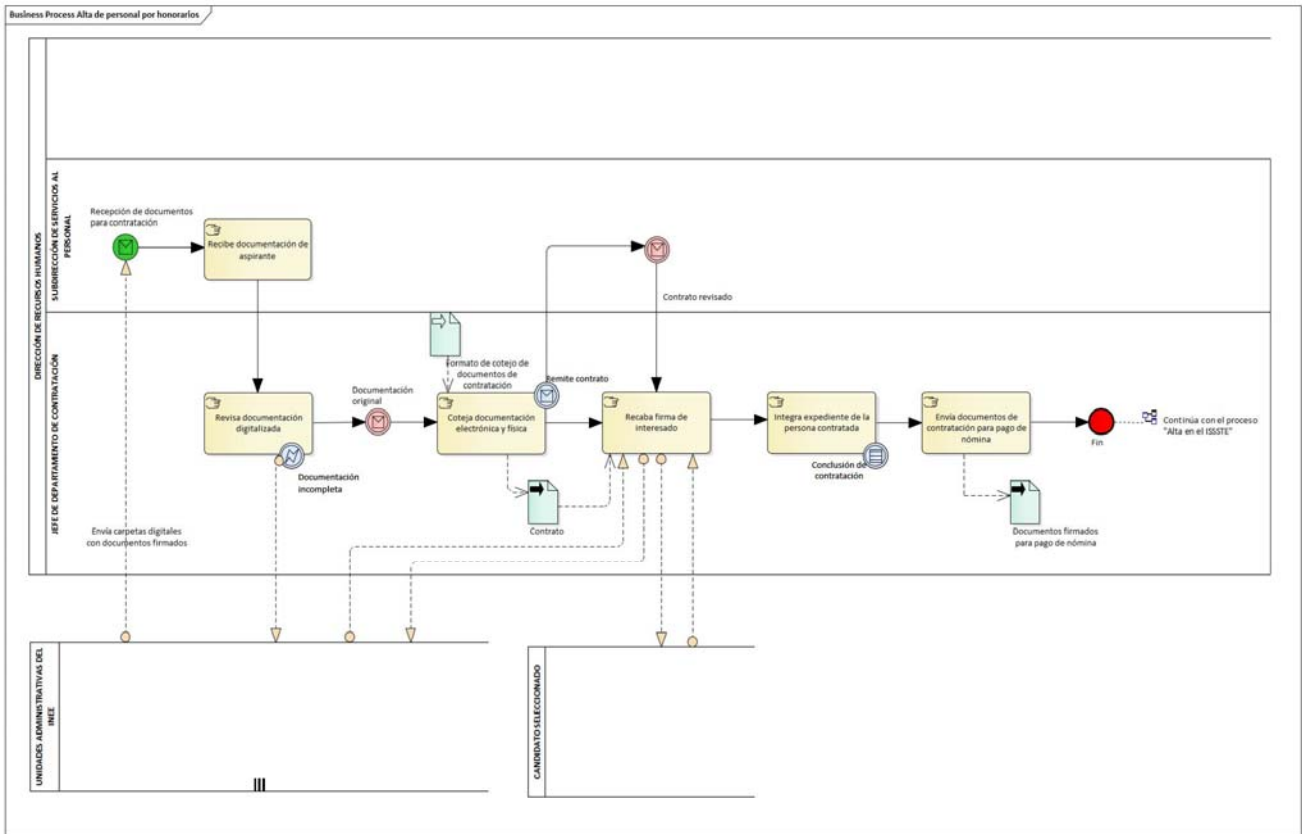 Business Process Alta de personal por honorarios
DIRECCIÓN DE RECURSOS HUMANOS
SUBDIRECCIÓN DE SERVICIOS AL
PERSONAL
Recepción de documentos
para contratación
Recibe documentación de
aspirante
Contrato revisado
JEFE DE DEPARTAMENTO DE CONTRATACIÓN
Formato de cotejo de
documentos de
contratación
Remite contrato
Documentación
original
Revisa documentación
digitalizada
Coteja documentación
electrónica y física
Recaba firma de
interesado
Integra expediente de la
persona contratada
Envía documentos de
contratación para pago de
nómina
Fin
Continúa con el proceso
"Alta en el ISSSTE"
Documentación
incompleta
Conclusión de
contratación
Contrato
Documentos firmados
para pago de nómina
Envía carpetas digitales
con documentos firmados
UNIDADES ADMINISTRATIVAS DEL
INEE
CANDIDATO SELECCIONADO